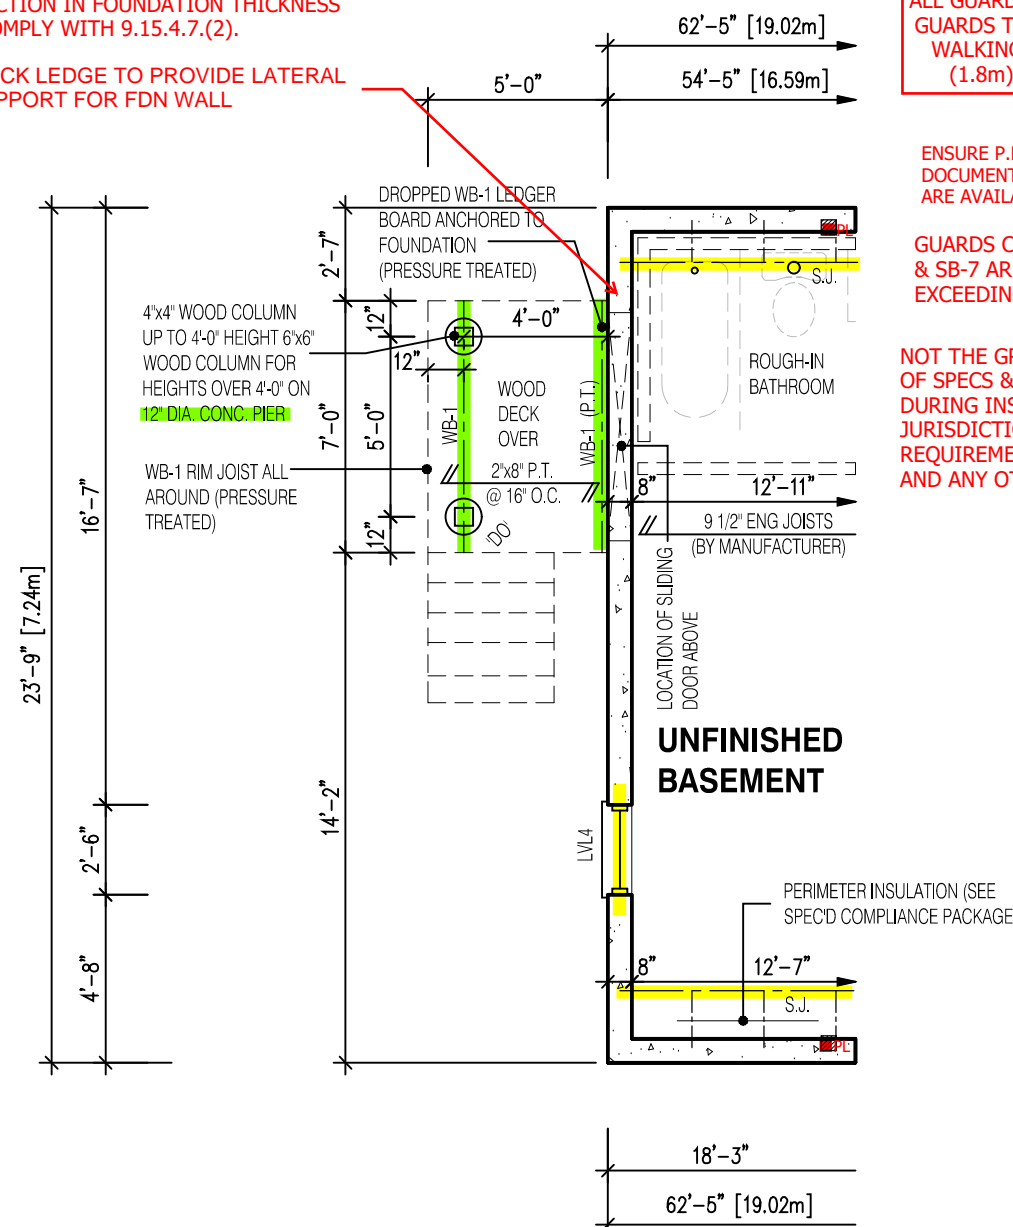 CTION IN FOUNDATION THICKNESS
OMPLY WITH 9.15.4.7.(2).
CK LEDGE TO PROVIDE LATERAL
PPORT FOR FDN WALL
62'-5" [19.02m]
5'-0"
54'-5" [16.59m]
ALL GUARD
GUARDS T
WALKING
(1.8m)
ENSURE P.
DOCUMENT
ARE AVAILA
GUARDS C
& SB-7 AR
EXCEEDIN
NOT THE GR
OF SPECS &
DURING INS
JURISDICTIO
REQUIREME
AND ANY OT
DROPPED WB-1 LEDGER
BOARD ANCHORED TO
FOUNDATION
(PRESSURE TREATED)
2'-7"
PL
S.J.
4"x4" WOOD COLUMN
UP TO 4'-0" HEIGHT 6"x6"
WOOD COLUMN FOR
HEIGHTS OVER 4'-0" ON
12" DIA. CONC. PIER
12"
4'-0"
12"
ROUGH-IN
BATHROOM
7'-0"
5'-0"
WB-1
WOOD
DECK
OVER
2"x8" P.T.
@ 16" O.C.
WB-1 (P.T.)
WB-1 RIM JOIST ALL
AROUND (PRESSURE
TREATED)
12"
'DO'
8"
12'-11"
9 1/2" ENG JOISTS
(BY MANUFACTURER)
16'-7"
23'-9" [7.24m]
LOCATION OF SLIDING
DOOR ABOVE
UNFINISHED
BASEMENT
14'-2"
2'-6"
LVL4
PERIMETER INSULATION (SEE
SPEC'D COMPLIANCE PACKAGE
4'-8"
8"
12'-7"
S.J.
PL
18'-3"
62'-5" [19.02m]